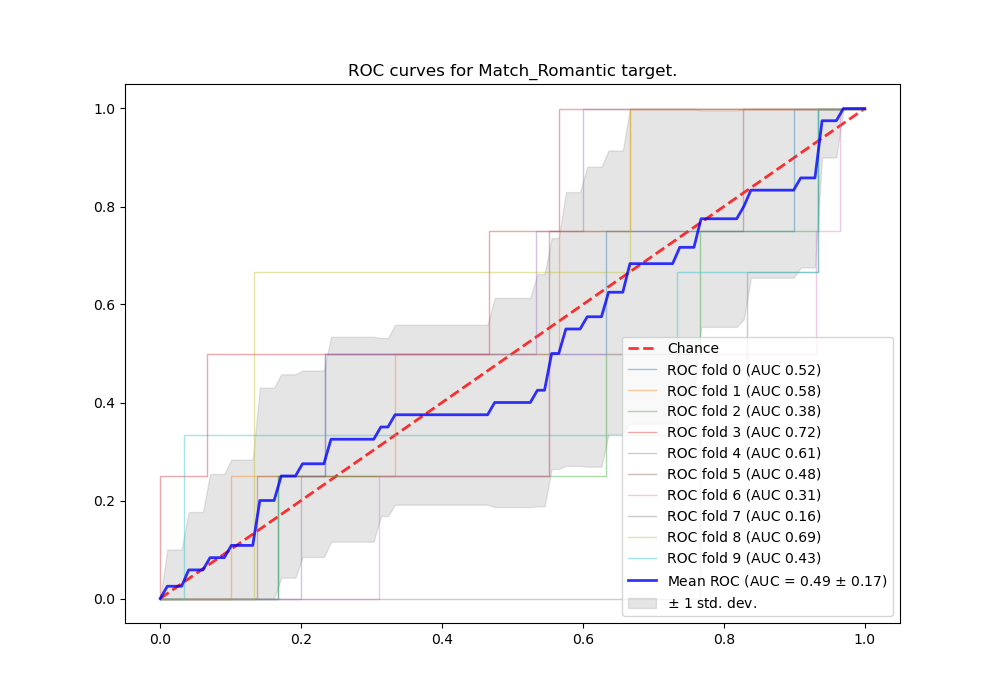 ROC curves for Match_Romantic target.
1.0
0.8
0.6
0.4
0.2
0.0
0.0 0.2 0.4 0.6 0.8 1.0
Chance
ROC fold 0 (AUC 0.52)
ROC fold 1 (AUC 0.58)
ROC fold 2 (AUC 0.38)
ROC fold 3 (AUC 0.72)
ROC fold 4 (AUC 0.61)
ROC fold 5 (AUC 0.48)
ROC fold 6 (AUC 0.31)
ROC fold 7 (AUC 0.16)
ROC fold 8 (AUC 0.69)
ROC fold 9 (AUC 0.43)
Mean ROC (AUC = 0.49 ± 0.17)
± 1 std. dev.